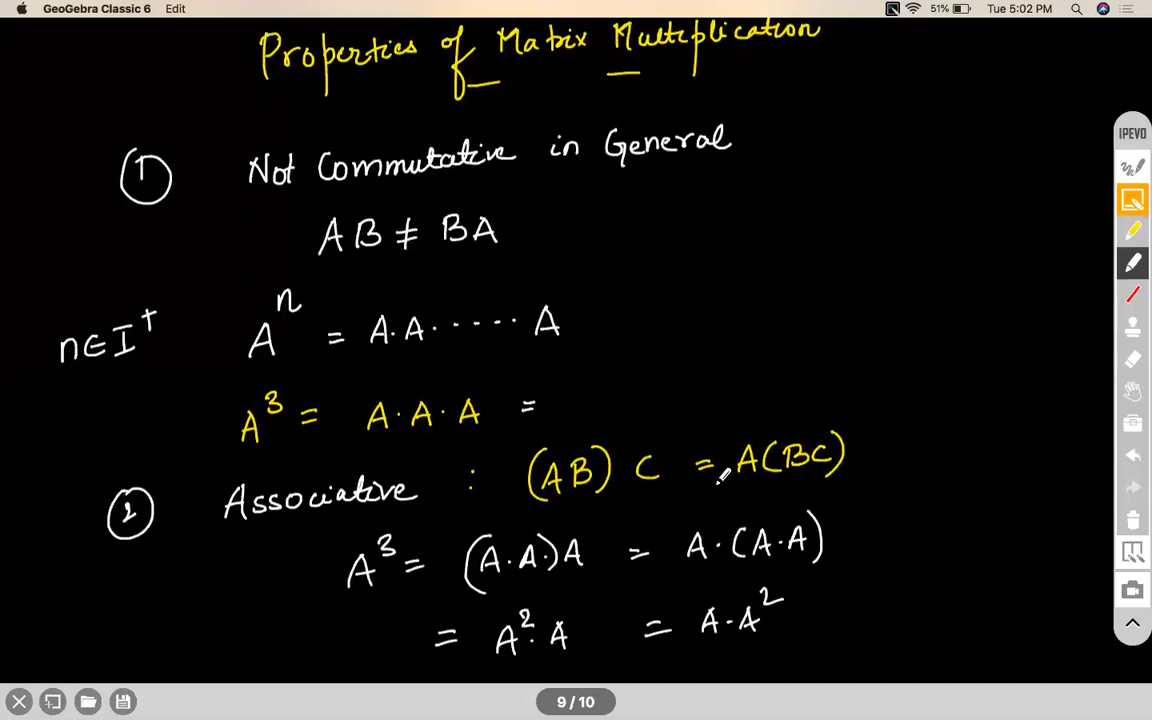 GeoGebra Classic 6 Edit 51% Tue 5:02 PM
Properties of Matrix Multiplication
IPEVO
① Not Commutative in General
AB ≠ BA
n∈I⁺ Aⁿ = A·A·-----· A
A³ = A·A·A =
② Associative : (AB) C = A(BC)
A³ = (A·A·)A = A·(A·A)
= A²·A = A·A²
9 / 10